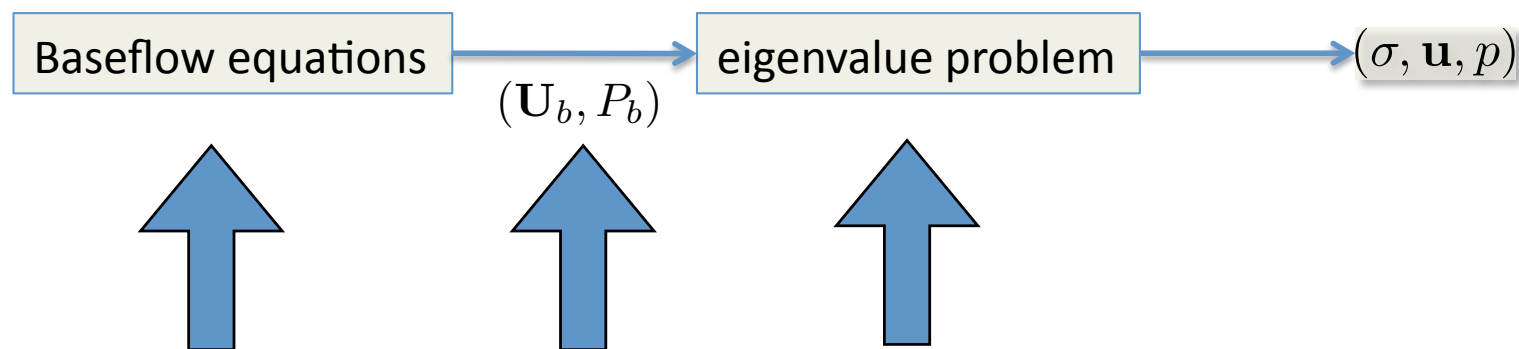 Baseflow equations
eigenvalue problem
(σ, 𝐮, p)
(𝐔_b, P_b)